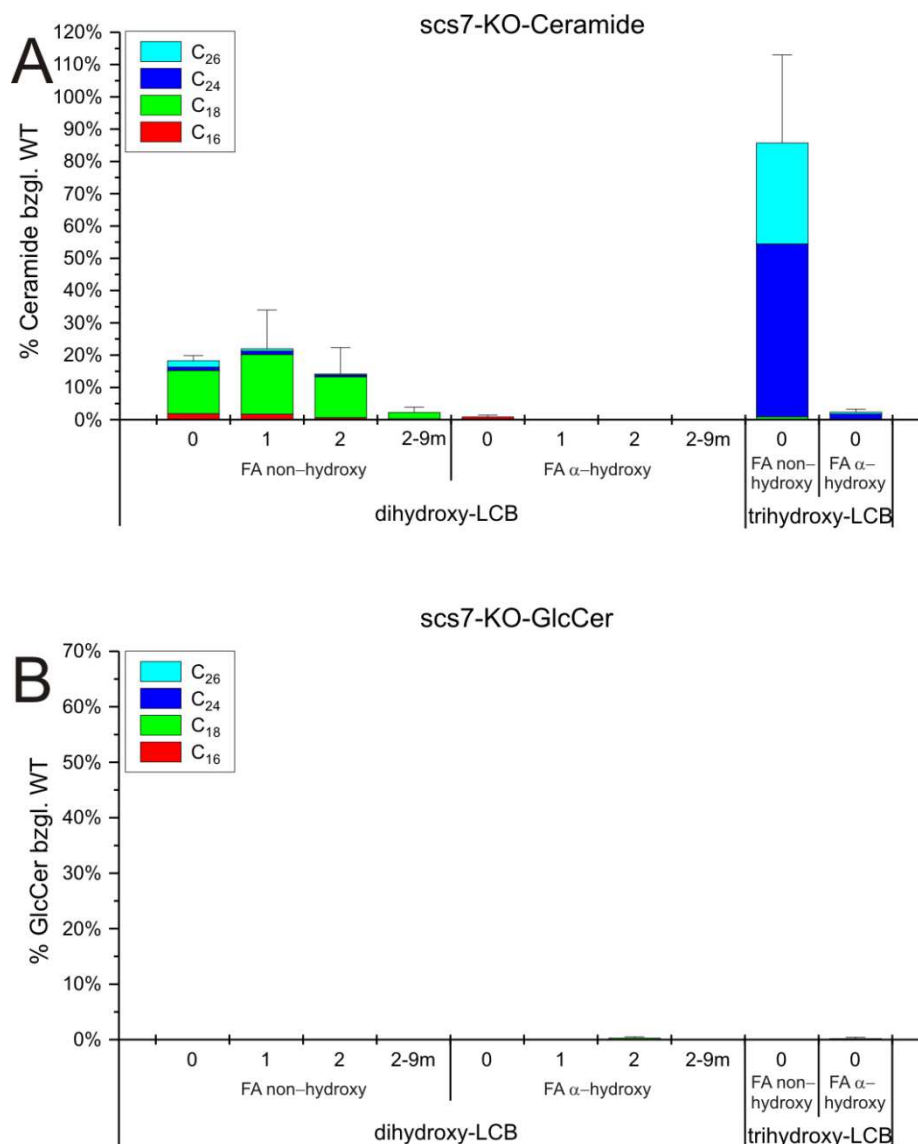 A
scs7-KO-Ceramide
% Ceramide bzgl. WT
120%
110%
100%
90%
80%
70%
60%
50%
40%
30%
20%
10%
0%
C₂₆
C₂₄
C₁₈
C₁₆
0 1 2 2-9m 0 1 2 2-9m 0 0
FA non–hydroxy FA α–hydroxy FA non– FA α–
hydroxy hydroxy
dihydroxy-LCB trihydroxy-LCB
B
scs7-KO-GlcCer
% GlcCer bzgl. WT
70%
60%
50%
40%
30%
20%
10%
0%
C₂₆
C₂₄
C₁₈
C₁₆
0 1 2 2-9m 0 1 2 2-9m 0 0
FA non–hydroxy FA α–hydroxy FA non– FA α–
hydroxy hydroxy
dihydroxy-LCB trihydroxy-LCB